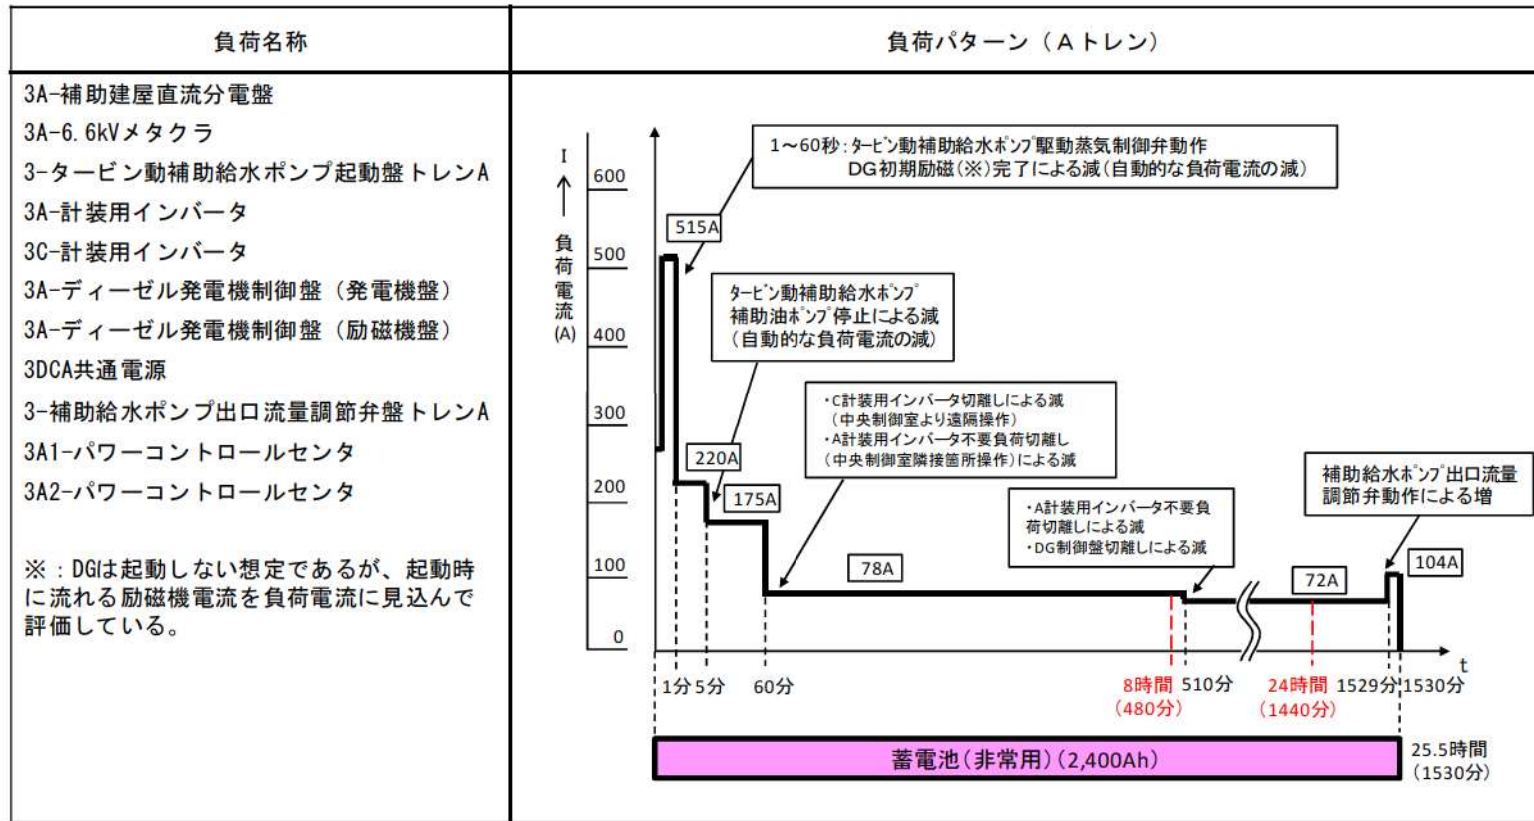 負荷名称
負荷パターン（Aトレン）
3A-補助建屋直流分電盤
3A-6.6kVメタクラ
3-タービン動補助給水ポンプ起動盤トレンA
3A-計装用インバータ
3C-計装用インバータ
3A-ディーゼル発電機制御盤（発電機盤）
3A-ディーゼル発電機制御盤（励磁機盤）
3DCA共通電源
3-補助給水ポンプ出口流量調節弁盤トレンA
3A1-パワーコントロールセンタ
3A2-パワーコントロールセンタ
※：DGは起動しない想定であるが、起動時
に流れる励磁機電流を負荷電流に見込んで
評価している。
I
↑
負荷電流(A)
600
500
400
300
200
100
0
1～60秒：タービン動補助給水ポンプ駆動蒸気制御弁動作
DG初期励磁(※)完了による減(自動的な負荷電流の減)
515A
タービン動補助給水ポンプ
補助油ポンプ停止による減
(自動的な負荷電流の減)
220A
175A
・C計装用インバータ切離しによる減
（中央制御室より遠隔操作）
・A計装用インバータ不要負荷切離し
（中央制御室隣接箇所操作）による減
78A
・A計装用インバータ不要負
荷切離しによる減
・DG制御盤切離しによる減
72A
補助給水ポンプ出口流量
調節弁動作による増
104A
t
1分
5分
60分
8時間
(480分)
510分
24時間
(1440分)
1529分
1530分
蓄電池(非常用)(2,400Ah)
25.5時間
(1530分)